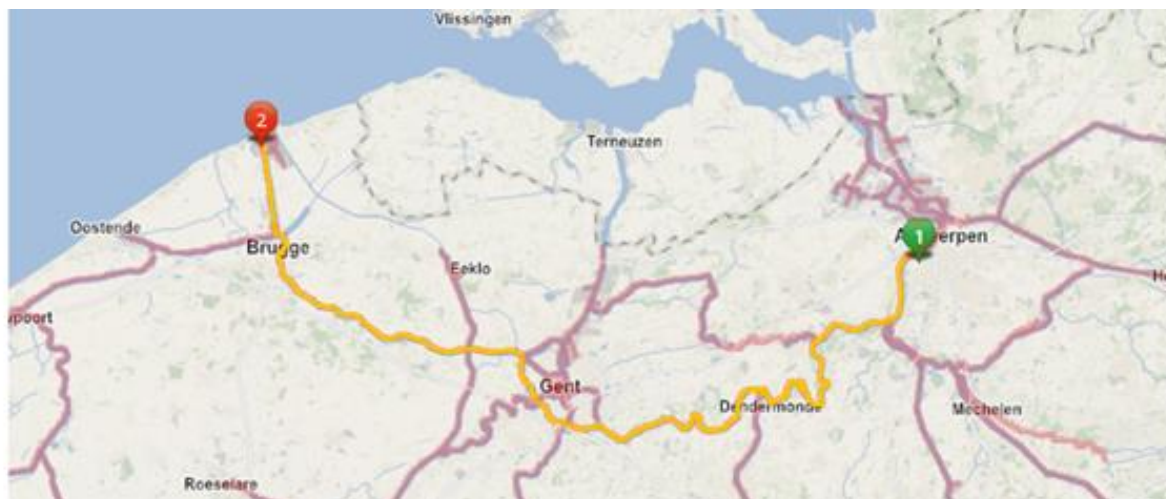 Vlissingen
2
Terneuzen
Oostende
Brugge
1
Eeklo
Gent
Dendermonde
Mechelen
Roeselare